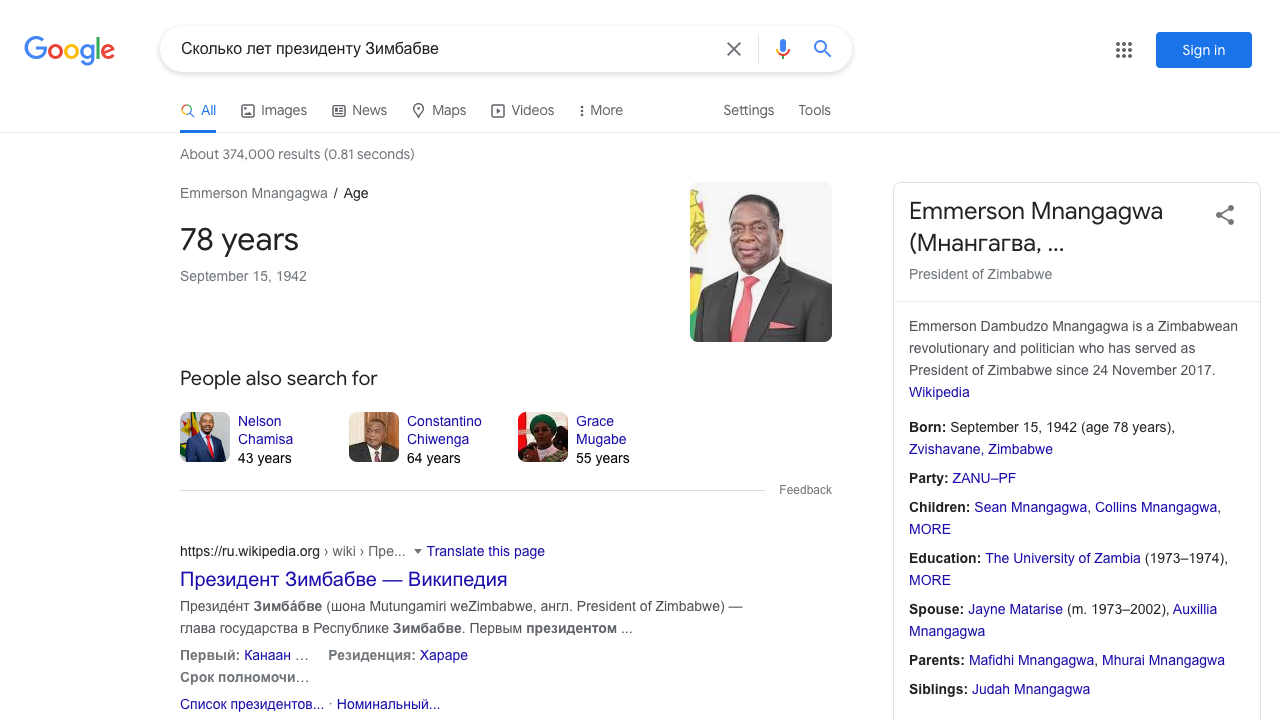 Google
Сколько лет президенту Зимбабве
Sign in
All Images News Maps Videos More Settings Tools
About 374,000 results (0.81 seconds)
Emmerson Mnangagwa / Age
78 years
September 15, 1942
People also search for
Nelson
Chamisa
43 years
Constantino
Chiwenga
64 years
Grace
Mugabe
55 years
Feedback
https://ru.wikipedia.org › wiki › Пре... Translate this page
Президент Зимбабве — Википедия
Президе́нт Зимба́бве (шона Mutungamiri weZimbabwe, англ. President of Zimbabwe) —
глава государства в Республике Зимбабве. Первым президентом ...
Первый: Канаан … Резиденция: Хараре
Срок полномочи…
Список президентов... · Номинальный...
Emmerson Mnangagwa
(Мнангагва, ...
President of Zimbabwe
Emmerson Dambudzo Mnangagwa is a Zimbabwean
revolutionary and politician who has served as
President of Zimbabwe since 24 November 2017.
Wikipedia
Born: September 15, 1942 (age 78 years),
Zvishavane, Zimbabwe
Party: ZANU–PF
Children: Sean Mnangagwa, Collins Mnangagwa,
MORE
Education: The University of Zambia (1973–1974),
MORE
Spouse: Jayne Matarise (m. 1973–2002), Auxillia
Mnangagwa
Parents: Mafidhi Mnangagwa, Mhurai Mnangagwa
Siblings: Judah Mnangagwa